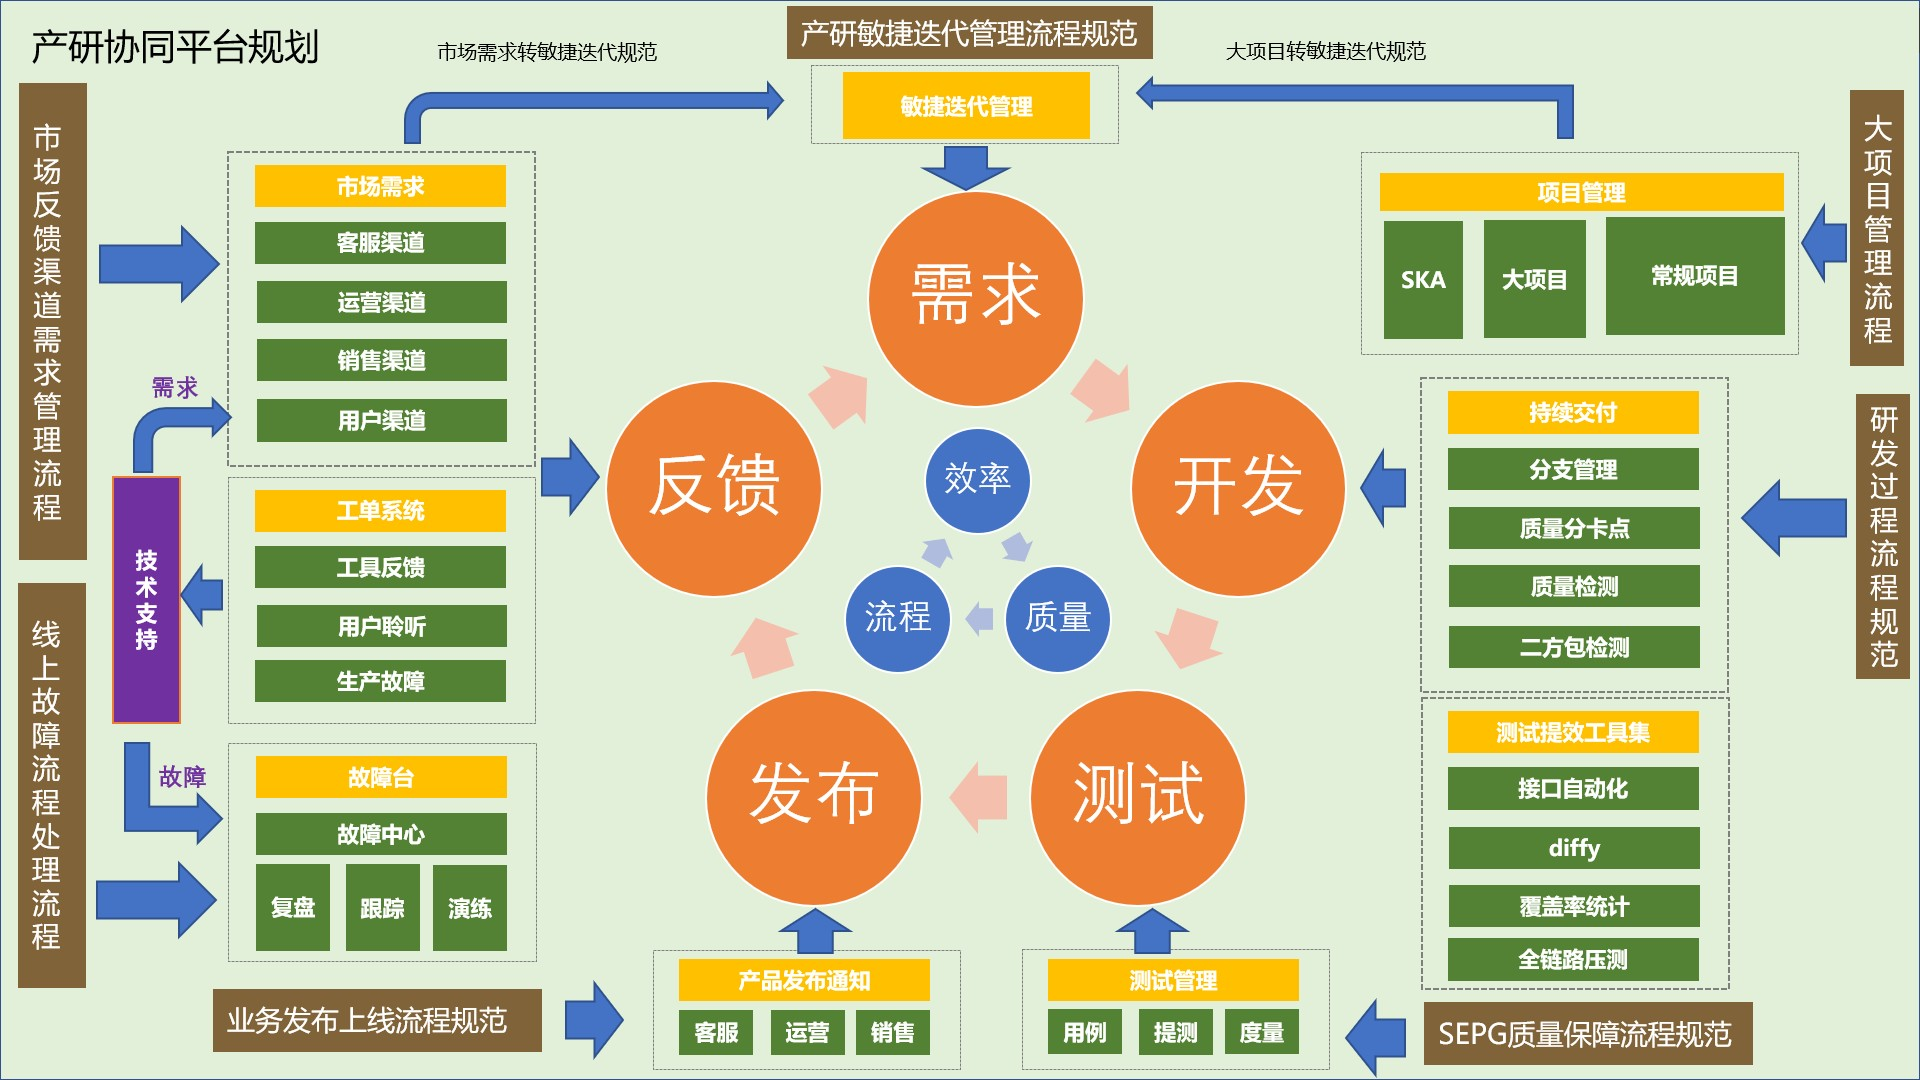 产研协同平台规划
市场需求转敏捷迭代规范
产研敏捷迭代管理流程规范
大项目转敏捷迭代规范
敏捷迭代管理
市场反馈渠道需求管理流程
市场需求
客服渠道
运营渠道
销售渠道
用户渠道
需求
技术支持
工单系统
工具反馈
用户聆听
生产故障
线上故障流程处理流程
故障
故障台
故障中心
复盘
跟踪
演练
业务发布上线流程规范
需求
开发
测试
发布
反馈
效率
质量
流程
产品发布通知
客服
运营
销售
测试管理
用例
提测
度量
大项目管理流程
项目管理
SKA
大项目
常规项目
研发过程流程规范
持续交付
分支管理
质量分卡点
质量检测
二方包检测
测试提效工具集
接口自动化
diffy
覆盖率统计
全链路压测
SEPG质量保障流程规范